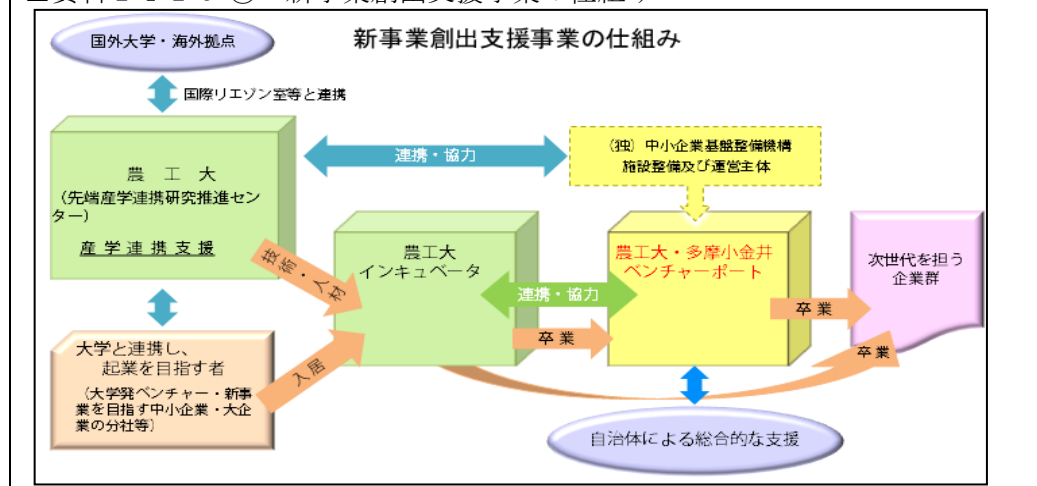 新事業創出支援事業の仕組み
国外大学・海外拠点
国際リエゾン室等と連携
農 工 大
（先端産学連携研究推進セン
ター）
産 学 連 携 支 援
連携・協力
（独）中小企業基盤整備機構
施設整備及び運営主体
技術・人材
農工大
インキュベータ
連携・協力
農工大・多摩小金井
ベンチャーポート
次世代を担う
企業群
卒 業
卒 業
卒 業
大学と連携し、
起業を目指す者
（大学発ベンチャー・新事
業を目指す中小企業・大企
業の分社等）
入居
自治体による総合的な支援